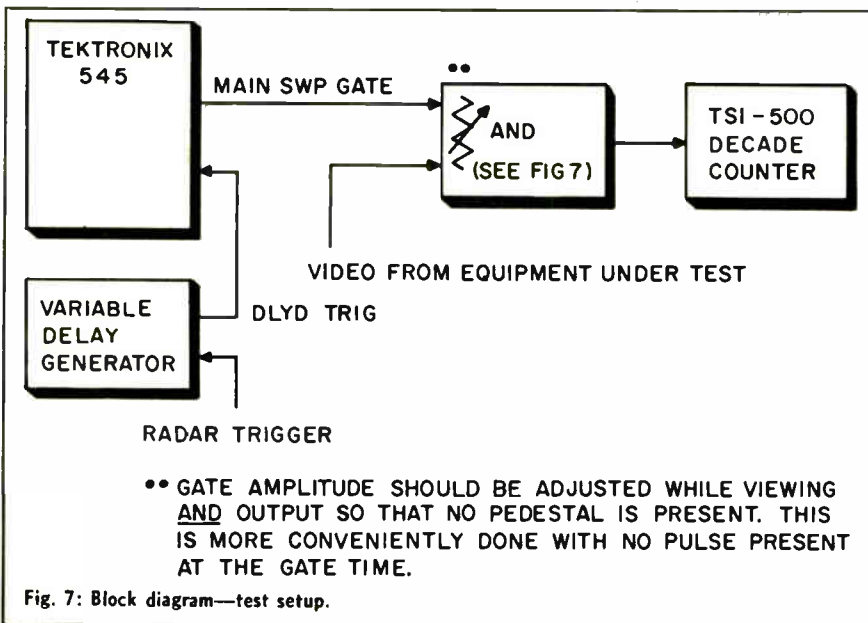 TEKTRONIX
545
MAIN SWP GATE
••
AND
(SEE FIG 7)
TSI-500
DECADE
COUNTER
VIDEO FROM EQUIPMENT UNDER TEST
VARIABLE
DELAY
GENERATOR
DLYD TRIG
RADAR TRIGGER
•• GATE AMPLITUDE SHOULD BE ADJUSTED WHILE VIEWING
AND OUTPUT SO THAT NO PEDESTAL IS PRESENT. THIS
IS MORE CONVENIENTLY DONE WITH NO PULSE PRESENT
AT THE GATE TIME.
Fig. 7: Block diagram—test setup.